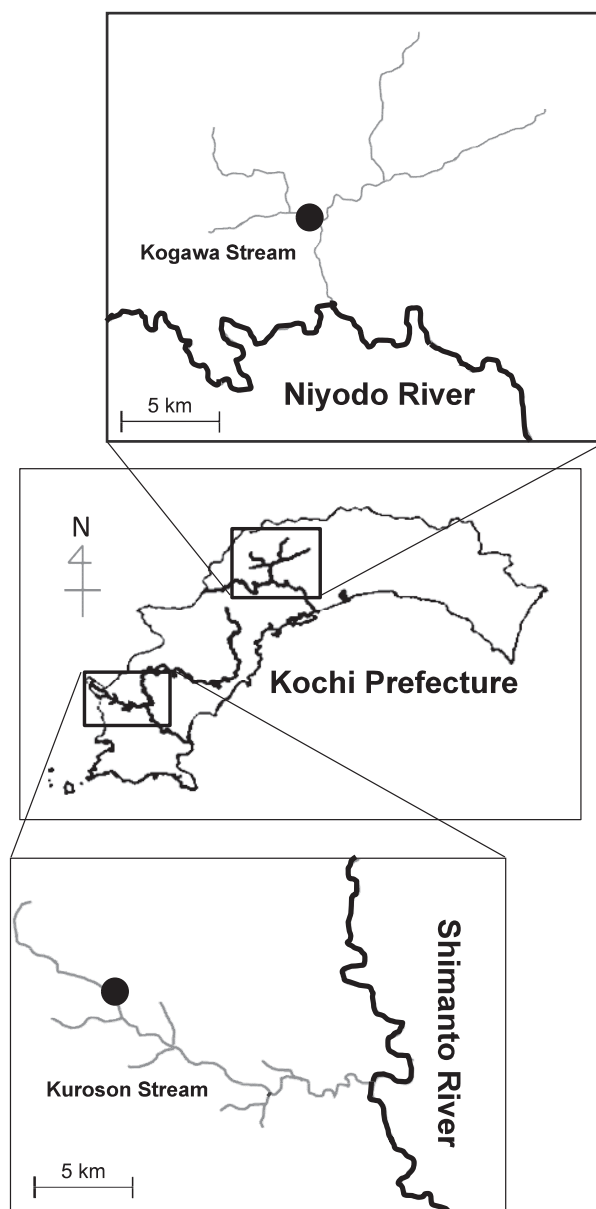 Kogawa Stream
Niyodo River
5 km
N
Kochi Prefecture
Shimanto River
Kuroson Stream
5 km